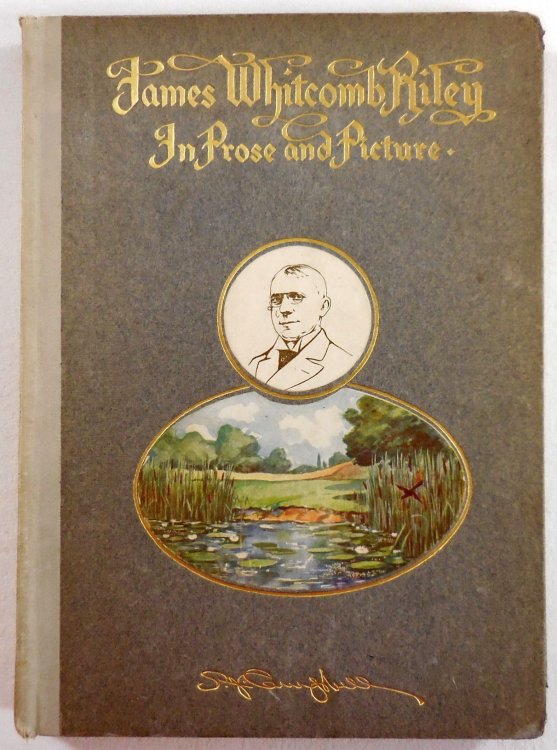 James Whitcomb Riley
In Prose and Picture.